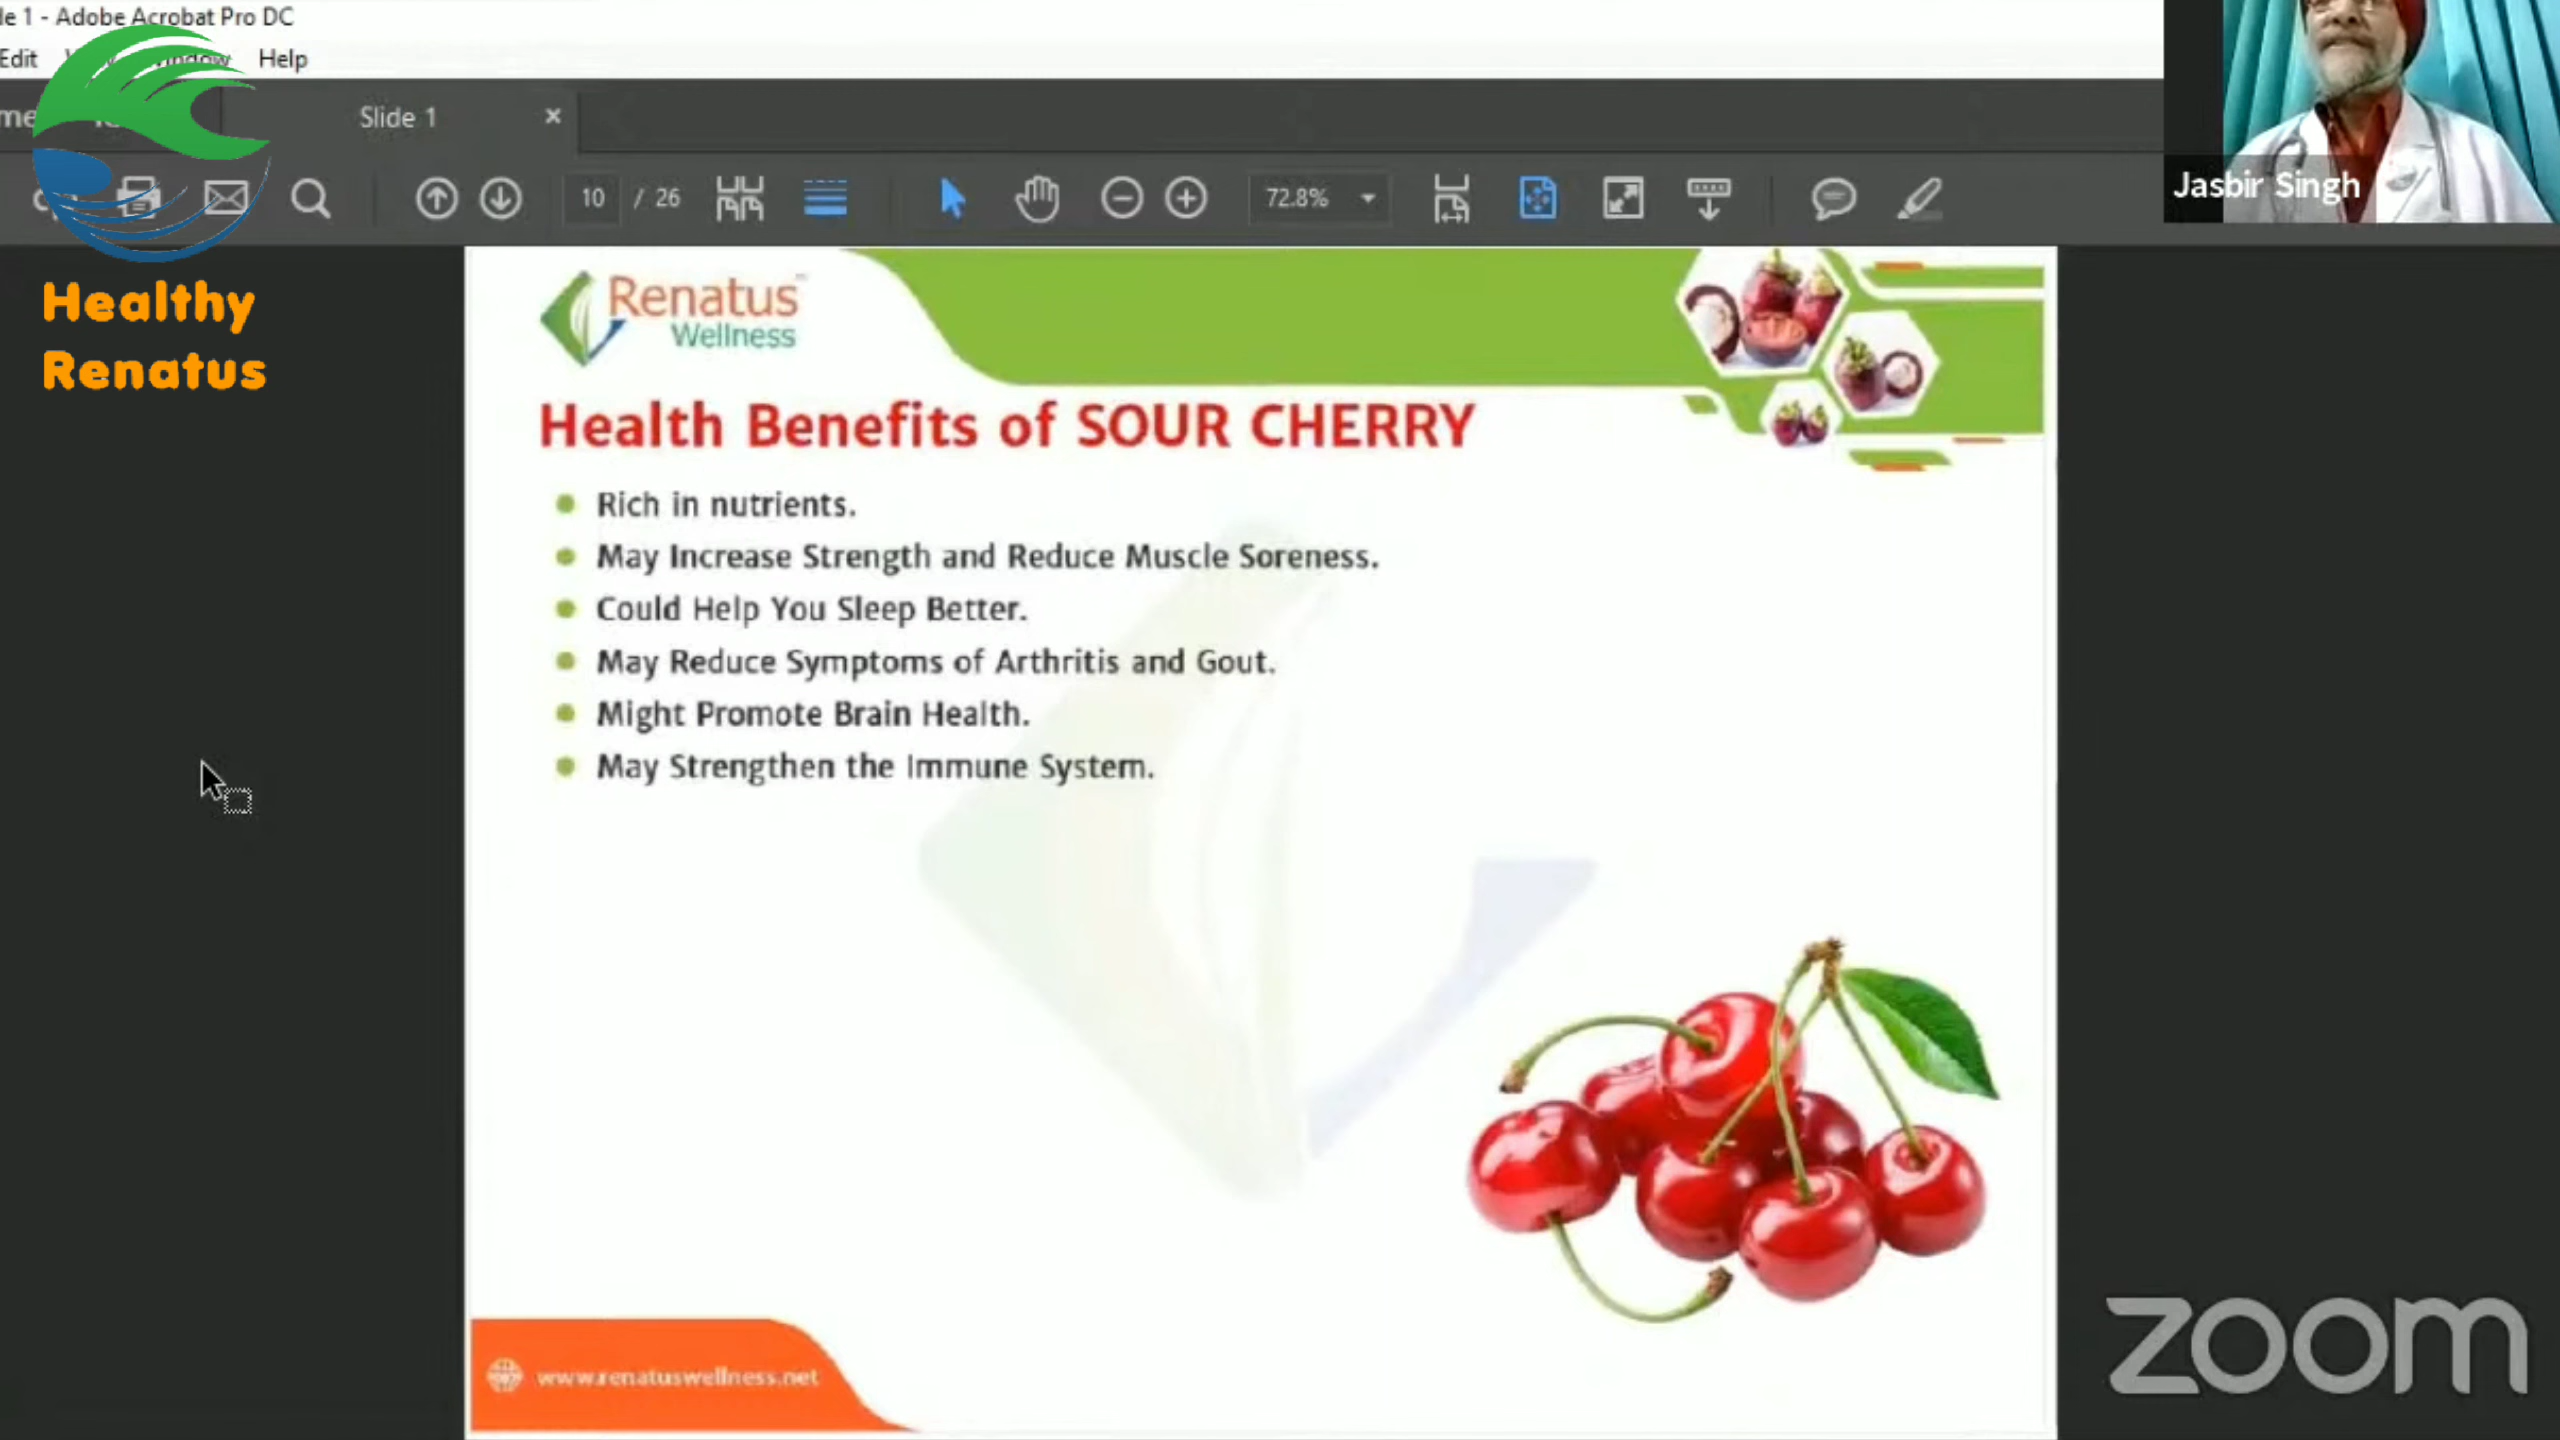 de 1 - Adobe Acrobat Pro DC
Edit Window Help
Slide 1
10 / 26
72.8%
Jasbir Singh
Healthy
Renatus
Renatus
Wellness
Health Benefits of SOUR CHERRY
Rich in nutrients.
May Increase Strength and Reduce Muscle Soreness.
Could Help You Sleep Better.
May Reduce Symptoms of Arthritis and Gout.
Might Promote Brain Health.
May Strengthen the Immune System.
www.renatuswellness.net
zoom